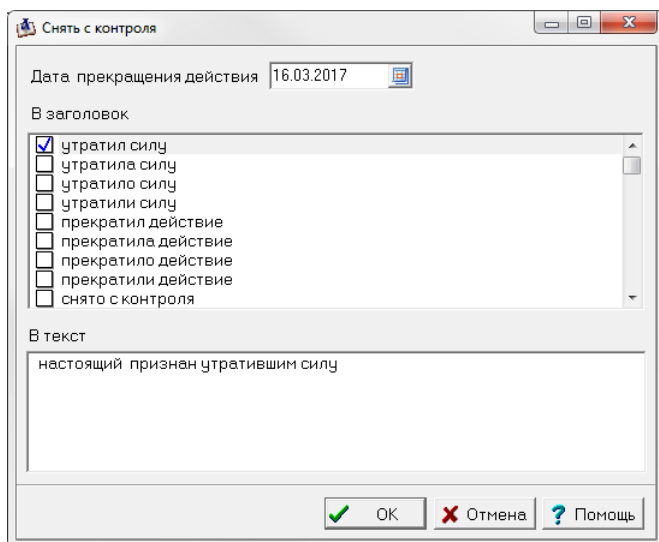 Снять с контроля
Дата прекращения действия 16.03.2017
В заголовок
утратил силу
утратила силу
утратило силу
утратили силу
прекратил действие
прекратила действие
прекратило действие
прекратили действие
снято с контроля
В текст
настоящий признан утратившим силу
OK Отмена Помощь